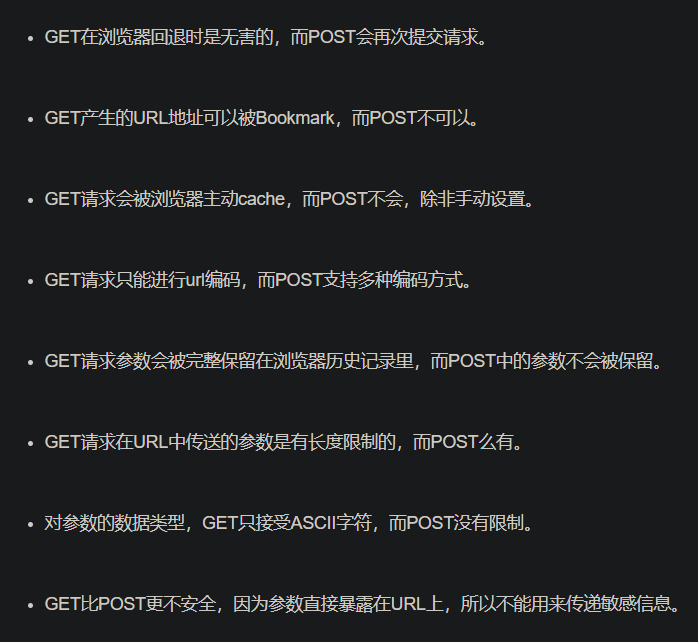 GET在浏览器回退时是无害的，而POST会再次提交请求。
GET产生的URL地址可以被Bookmark，而POST不可以。
GET请求会被浏览器主动cache，而POST不会，除非手动设置。
GET请求只能进行url编码，而POST支持多种编码方式。
GET请求参数会被完整保留在浏览器历史记录里，而POST中的参数不会被保留。
GET请求在URL中传送的参数是有长度限制的，而POST么有。
对参数的数据类型，GET只接受ASCII字符，而POST没有限制。
GET比POST更不安全，因为参数直接暴露在URL上，所以不能用来传递敏感信息。